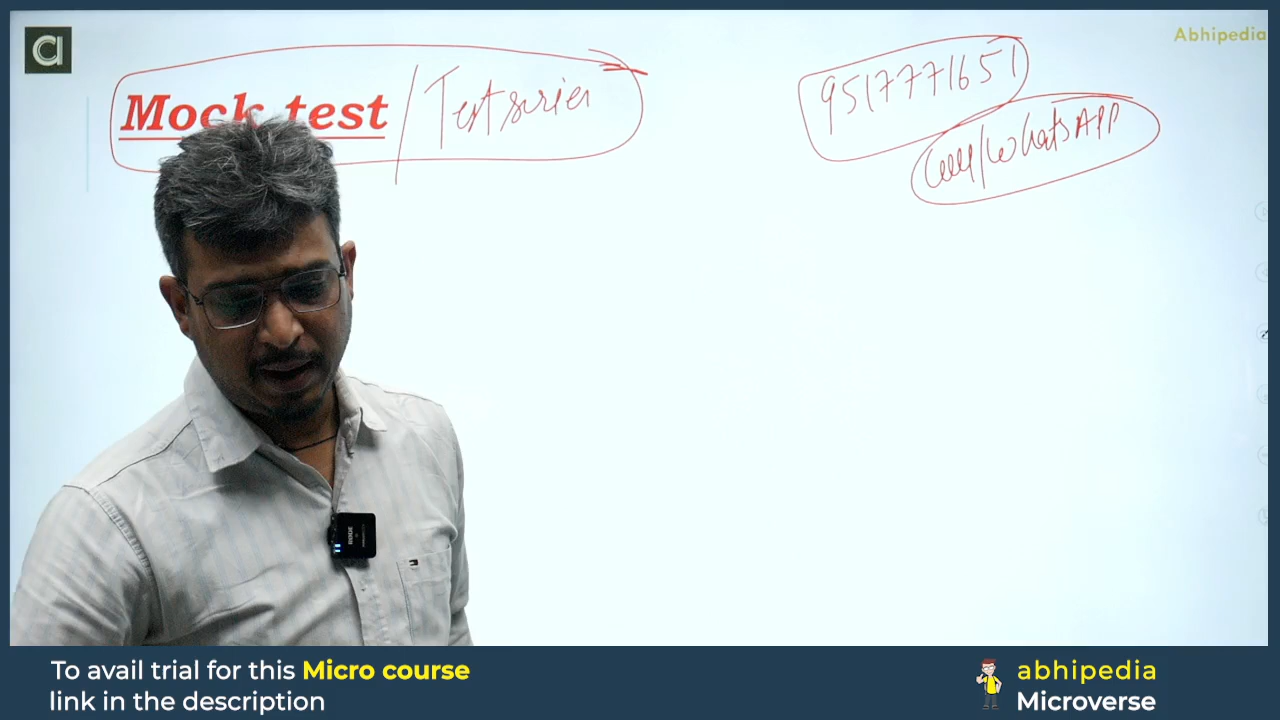 Abhipedia
Mock test / Test series
9517771651
Call/WhatsAPP
To avail trial for this Micro course
link in the description
abhipedia
Microverse